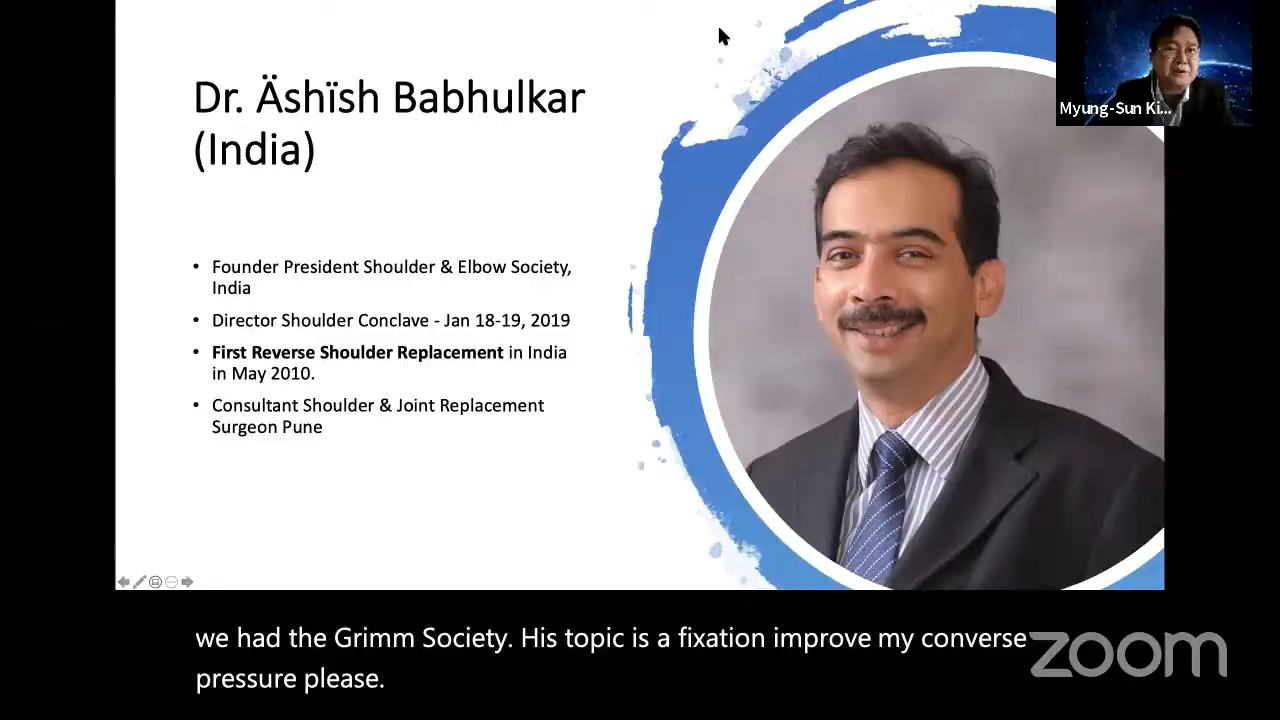 Dr. Äshïsh Babhulkar
(India)
Myung-Sun Ki...
• Founder President Shoulder & Elbow Society,
India
• Director Shoulder Conclave - Jan 18-19, 2019
• First Reverse Shoulder Replacement in India
in May 2010.
• Consultant Shoulder & Joint Replacement
Surgeon Pune
we had the Grimm Society. His topic is a fixation improve my converse
pressure please.
zoom